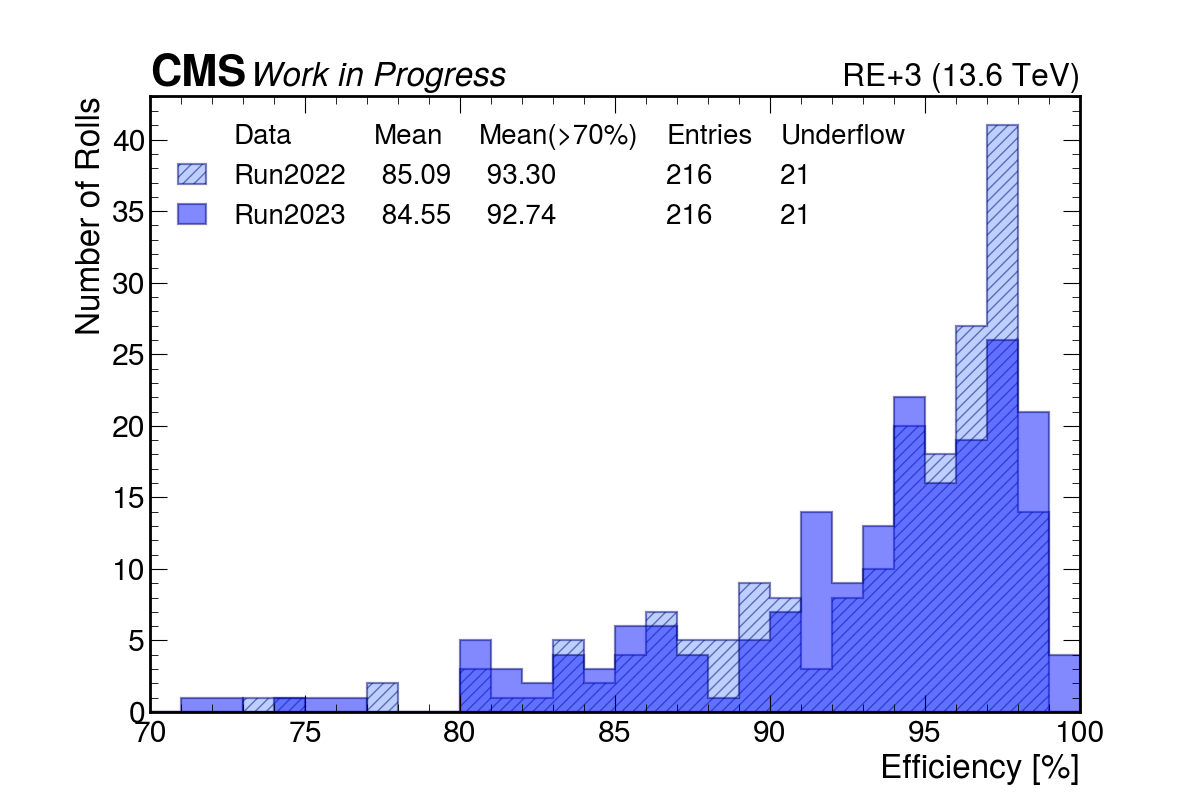 CMS Work in Progress RE+3 (13.6 TeV)
Number of Rolls
Data Mean Mean(>70%) Entries Underflow
Run2022 85.09 93.30 216 21
Run2023 84.55 92.74 216 21
40
35
30
25
20
15
10
5
0
70 75 80 85 90 95 100
Efficiency [%]